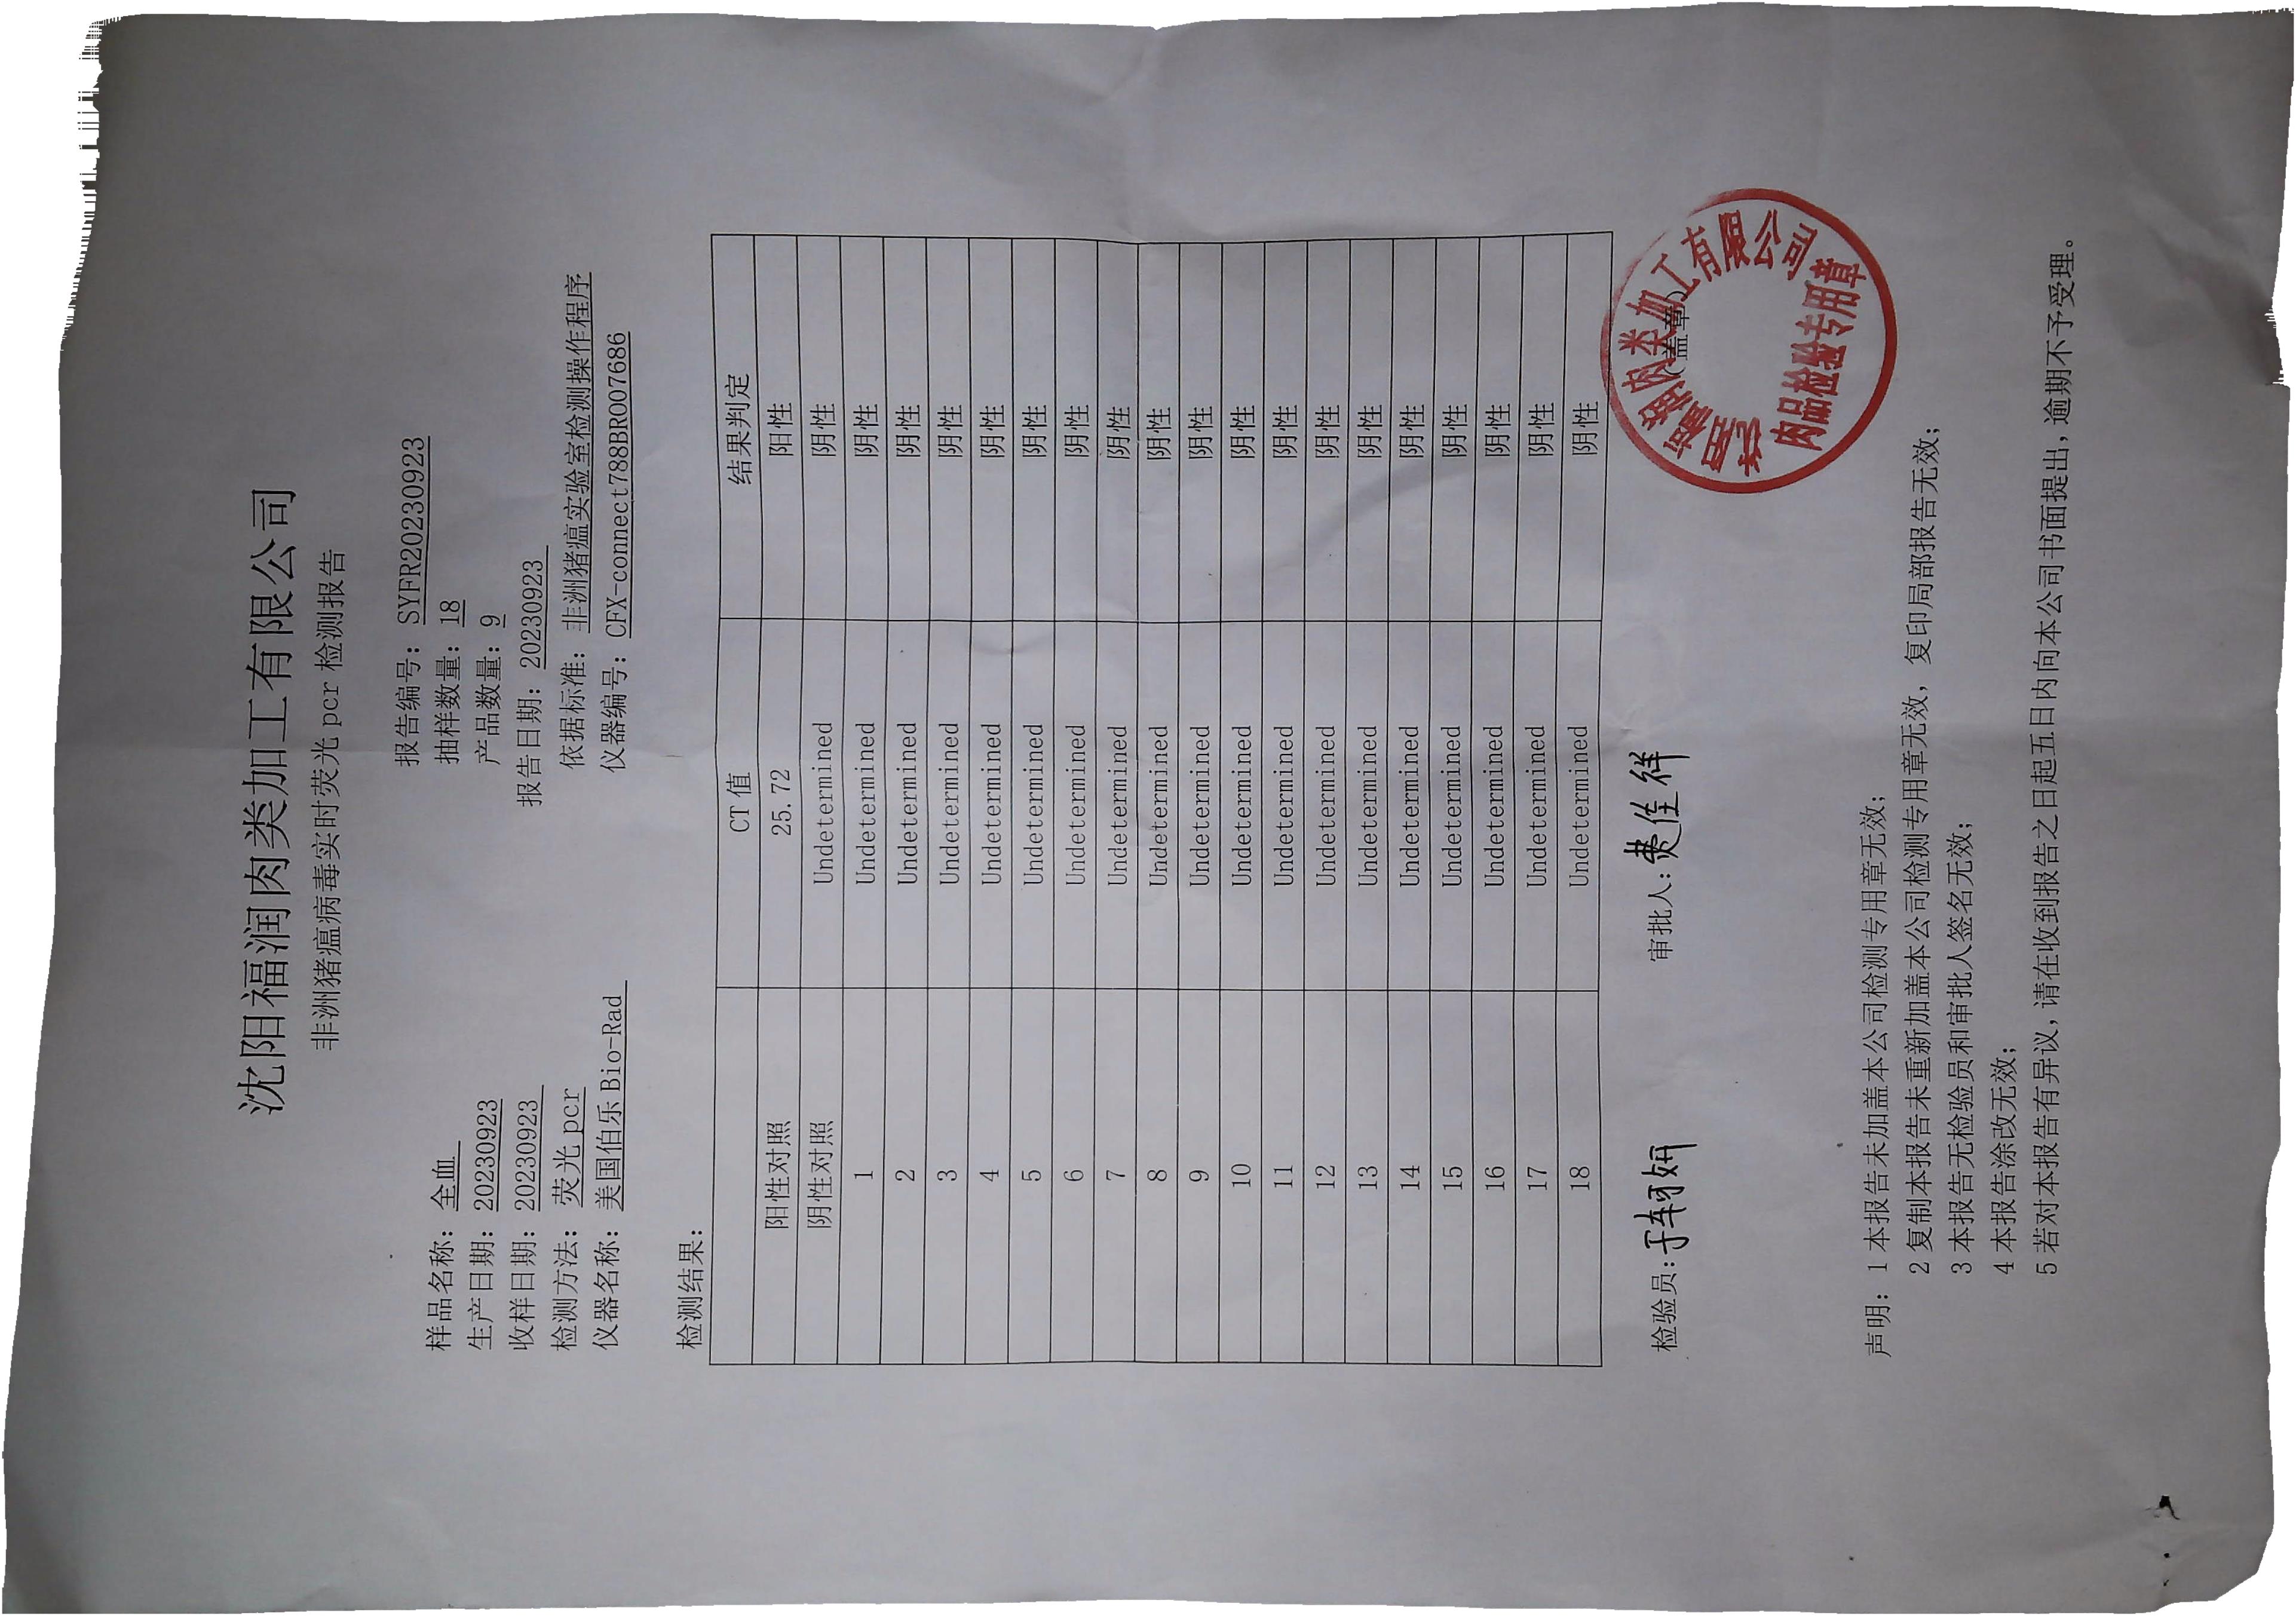 沈阳福润肉类加工有限公司
非洲猪瘟病毒实时荧光pcr检测报告
样品名称：全血 报告编号：SYFR20230923
生产日期：20230923 抽样数量：18
收样日期：20230923 产品数量：9
检测方法：荧光pcr 报告日期：20230923
仪器名称：美国伯乐Bio-Rad 依据标准：非洲猪瘟实验室检测操作程序
仪器编号：CFX-connect788BR007686
检测结果：
CT值 结果判定
阳性对照 25.72 阳性
阴性对照 Undetermined 阴性
1 Undetermined 阴性
2 Undetermined 阴性
3 Undetermined 阴性
4 Undetermined 阴性
5 Undetermined 阴性
6 Undetermined 阴性
7 Undetermined 阴性
8 Undetermined 阴性
9 Undetermined 阴性
10 Undetermined 阴性
11 Undetermined 阴性
12 Undetermined 阴性
13 Undetermined 阴性
14 Undetermined 阴性
15 Undetermined 阴性
16 Undetermined 阴性
17 Undetermined 阴性
18 Undetermined 阴性
检验员： 审批人： （盖章）
沈阳福润肉类加工有限公司
肉品检验专用章
声明：1 本报告未加盖本公司检测专用章无效；
2 复制本报告未重新加盖本公司检测专用章无效，复印局部报告无效；
3 本报告无检验员和审批人签名无效；
4 本报告涂改无效；
5 若对本报告有异议，请在收到报告之日起五日内向本公司书面提出，逾期不予受理。